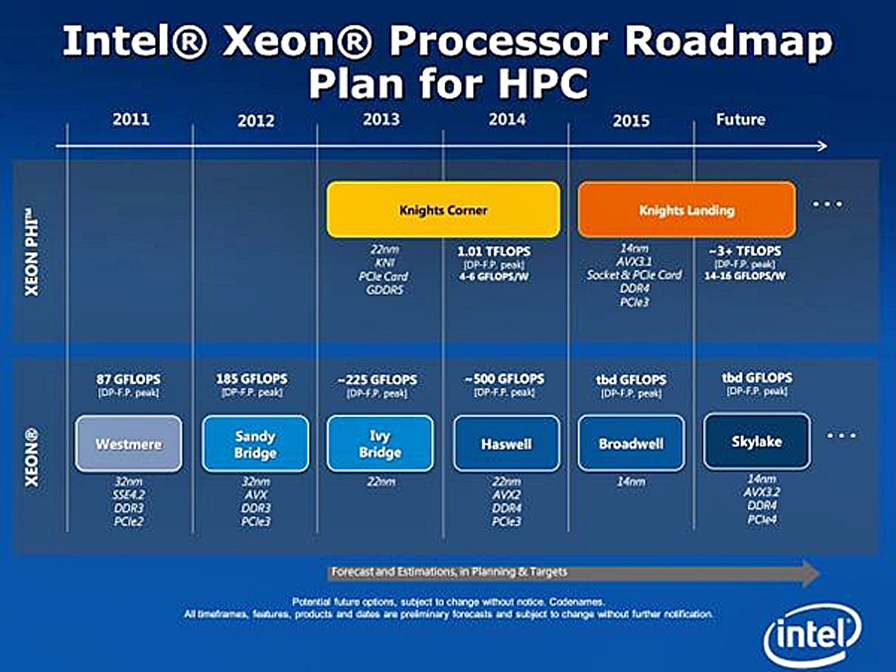 Intel® Xeon® Processor Roadmap
Plan for HPC
2011 2012 2013 2014 2015 Future
XEON PHI™
Knights Corner
Knights Landing
...
22nm
KNI
PCIe Card
GDDR5
1.01 TFLOPS
[DP-F.P. peak]
4-6 GFLOPS/W
14nm
AVX3.1
Socket & PCIe Card
DDR4
PCIe3
~3+ TFLOPS
[DP-F.P. peak]
14-16 GFLOPS/W
XEON®
87 GFLOPS
[DP-F.P. peak]
Westmere
32nm
SSE4.2
DDR3
PCIe2
185 GFLOPS
[DP-F.P. peak]
Sandy
Bridge
32nm
AVX
DDR3
PCIe3
~225 GFLOPS
[DP-F.P. peak]
Ivy
Bridge
22nm
~500 GFLOPS
[DP-F.P. peak]
Haswell
22nm
AVX2
DDR4
PCIe3
tbd GFLOPS
[DP-F.P. peak]
Broadwell
14nm
tbd GFLOPS
[DP-F.P. peak]
Skylake
14nm
AVX3.2
DDR4
PCIe4
...
Forecast and Estimations, in Planning & Targets
Potential future options, subject to change without notice. Codenames.
All timeframes, features, products and dates are preliminary forecasts and subject to change without further notification.
intel®